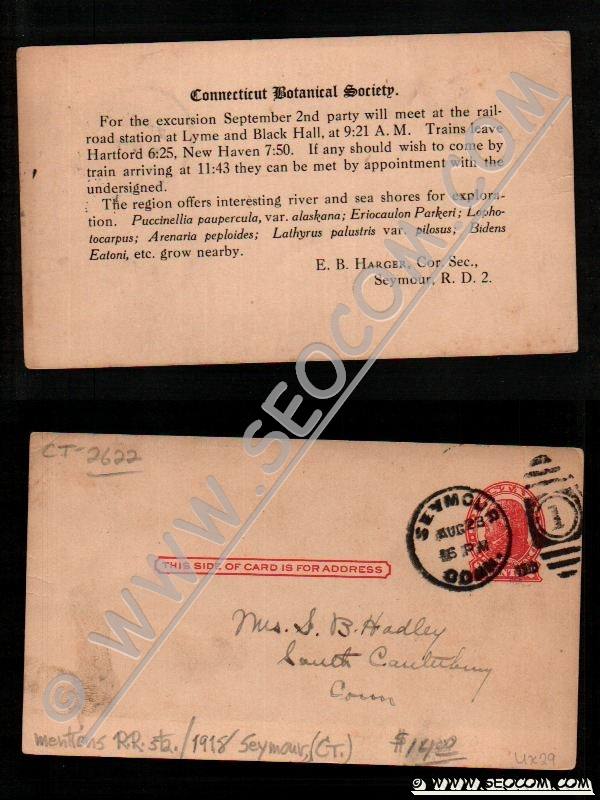 Connecticut Botanical Society.
For the excursion September 2nd party will meet at the rail-
road station at Lyme and Black Hall, at 9:21 A. M. Trains leave
Hartford 6:25, New Haven 7:50. If any should wish to come by
train arriving at 11:43 they can be met by appointment with the
undersigned.
The region offers interesting river and sea shores for explora-
tion. Puccinellia paupercula, var. alaskana; Eriocaulon Parkeri; Lopho-
tocarpus; Arenaria peploides; Lathyrus palustris var. pilosus; Bidens
Eatoni, etc. grow nearby.
E. B. HARGER, Cor. Sec.,
Seymour, R. D. 2.
CT-2622
SEYMOUR
AUG 28
5 PM
CONN.
1
THIS SIDE OF CARD IS FOR ADDRESS
Mrs. S. B. Hadley
South Canterbury
Conn
mentions R.R. sta./1918/Seymour, (CT.) $14.00
UX29
© WWW.SEOCOM.COM
© WWW.SEOCOM.COM